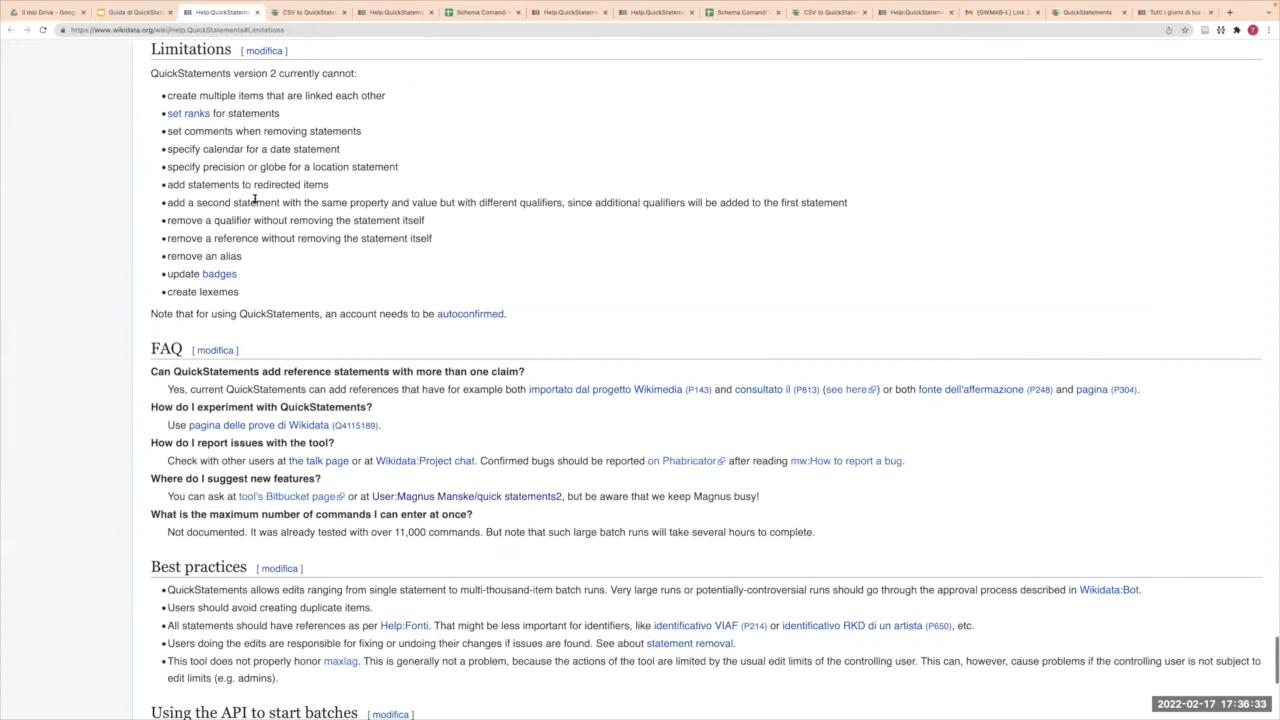 Il mio Drive - Goog
Guida di QuickStat
Help:QuickStateme
CSV to QuickStatem
Help:QuickStateme
Schema Comandi
Help:QuickStateme
Help:QuickStateme
Schema Comandi
CSV to QuickStatem
Help:QuickStateme
[GWMAB-L] Link
QuickStatements
Tutti i giorni di tua
https://www.wikidata.org/wiki/Help:QuickStatements#Limitations
Limitations [ modifica ]
QuickStatements version 2 currently cannot:
• create multiple items that are linked each other
• set ranks for statements
• set comments when removing statements
• specify calendar for a date statement
• specify precision or globe for a location statement
• add statements to redirected items
• add a second statement with the same property and value but with different qualifiers, since additional qualifiers will be added to the first statement
• remove a qualifier without removing the statement itself
• remove a reference without removing the statement itself
• remove an alias
• update badges
• create lexemes
Note that for using QuickStatements, an account needs to be autoconfirmed.
FAQ [ modifica ]
Can QuickStatements add reference statements with more than one claim?
Yes, current QuickStatements can add references that have for example both importato dal progetto Wikimedia (P143) and consultato il (P813) (see here) or both fonte dell'affermazione (P248) and pagina (P304).
How do I experiment with QuickStatements?
Use pagina delle prove di Wikidata (Q4115189).
How do I report issues with the tool?
Check with other users at the talk page or at Wikidata:Project chat. Confirmed bugs should be reported on Phabricator after reading mw:How to report a bug.
Where do I suggest new features?
You can ask at tool's Bitbucket page or at User:Magnus Manske/quick statements2, but be aware that we keep Magnus busy!
What is the maximum number of commands I can enter at once?
Not documented. It was already tested with over 11,000 commands. But note that such large batch runs will take several hours to complete.
Best practices [ modifica ]
• QuickStatements allows edits ranging from single statement to multi-thousand-item batch runs. Very large runs or potentially-controversial runs should go through the approval process described in Wikidata:Bot.
• Users should avoid creating duplicate items.
• All statements should have references as per Help:Fonti. That might be less important for identifiers, like identificativo VIAF (P214) or identificativo RKD di un artista (P650), etc.
• Users doing the edits are responsible for fixing or undoing their changes if issues are found. See about statement removal.
• This tool does not properly honor maxlag. This is generally not a problem, because the actions of the tool are limited by the usual edit limits of the controlling user. This can, however, cause problems if the controlling user is not subject to
edit limits (e.g. admins).
Using the API to start batches [ modifica ]
2022-02-17 17:36:33